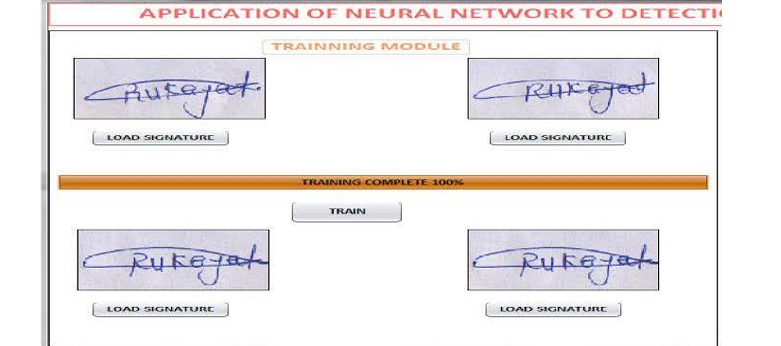 APPLICATION OF NEURAL NETWORK TO DETECTI
TRAINNING MODULE
Rukayat
Rukayat
LOAD SIGNATURE
LOAD SIGNATURE
TRAINING COMPLETE 100%
TRAIN
Rukayat
Rukayat
LOAD SIGNATURE
LOAD SIGNATURE